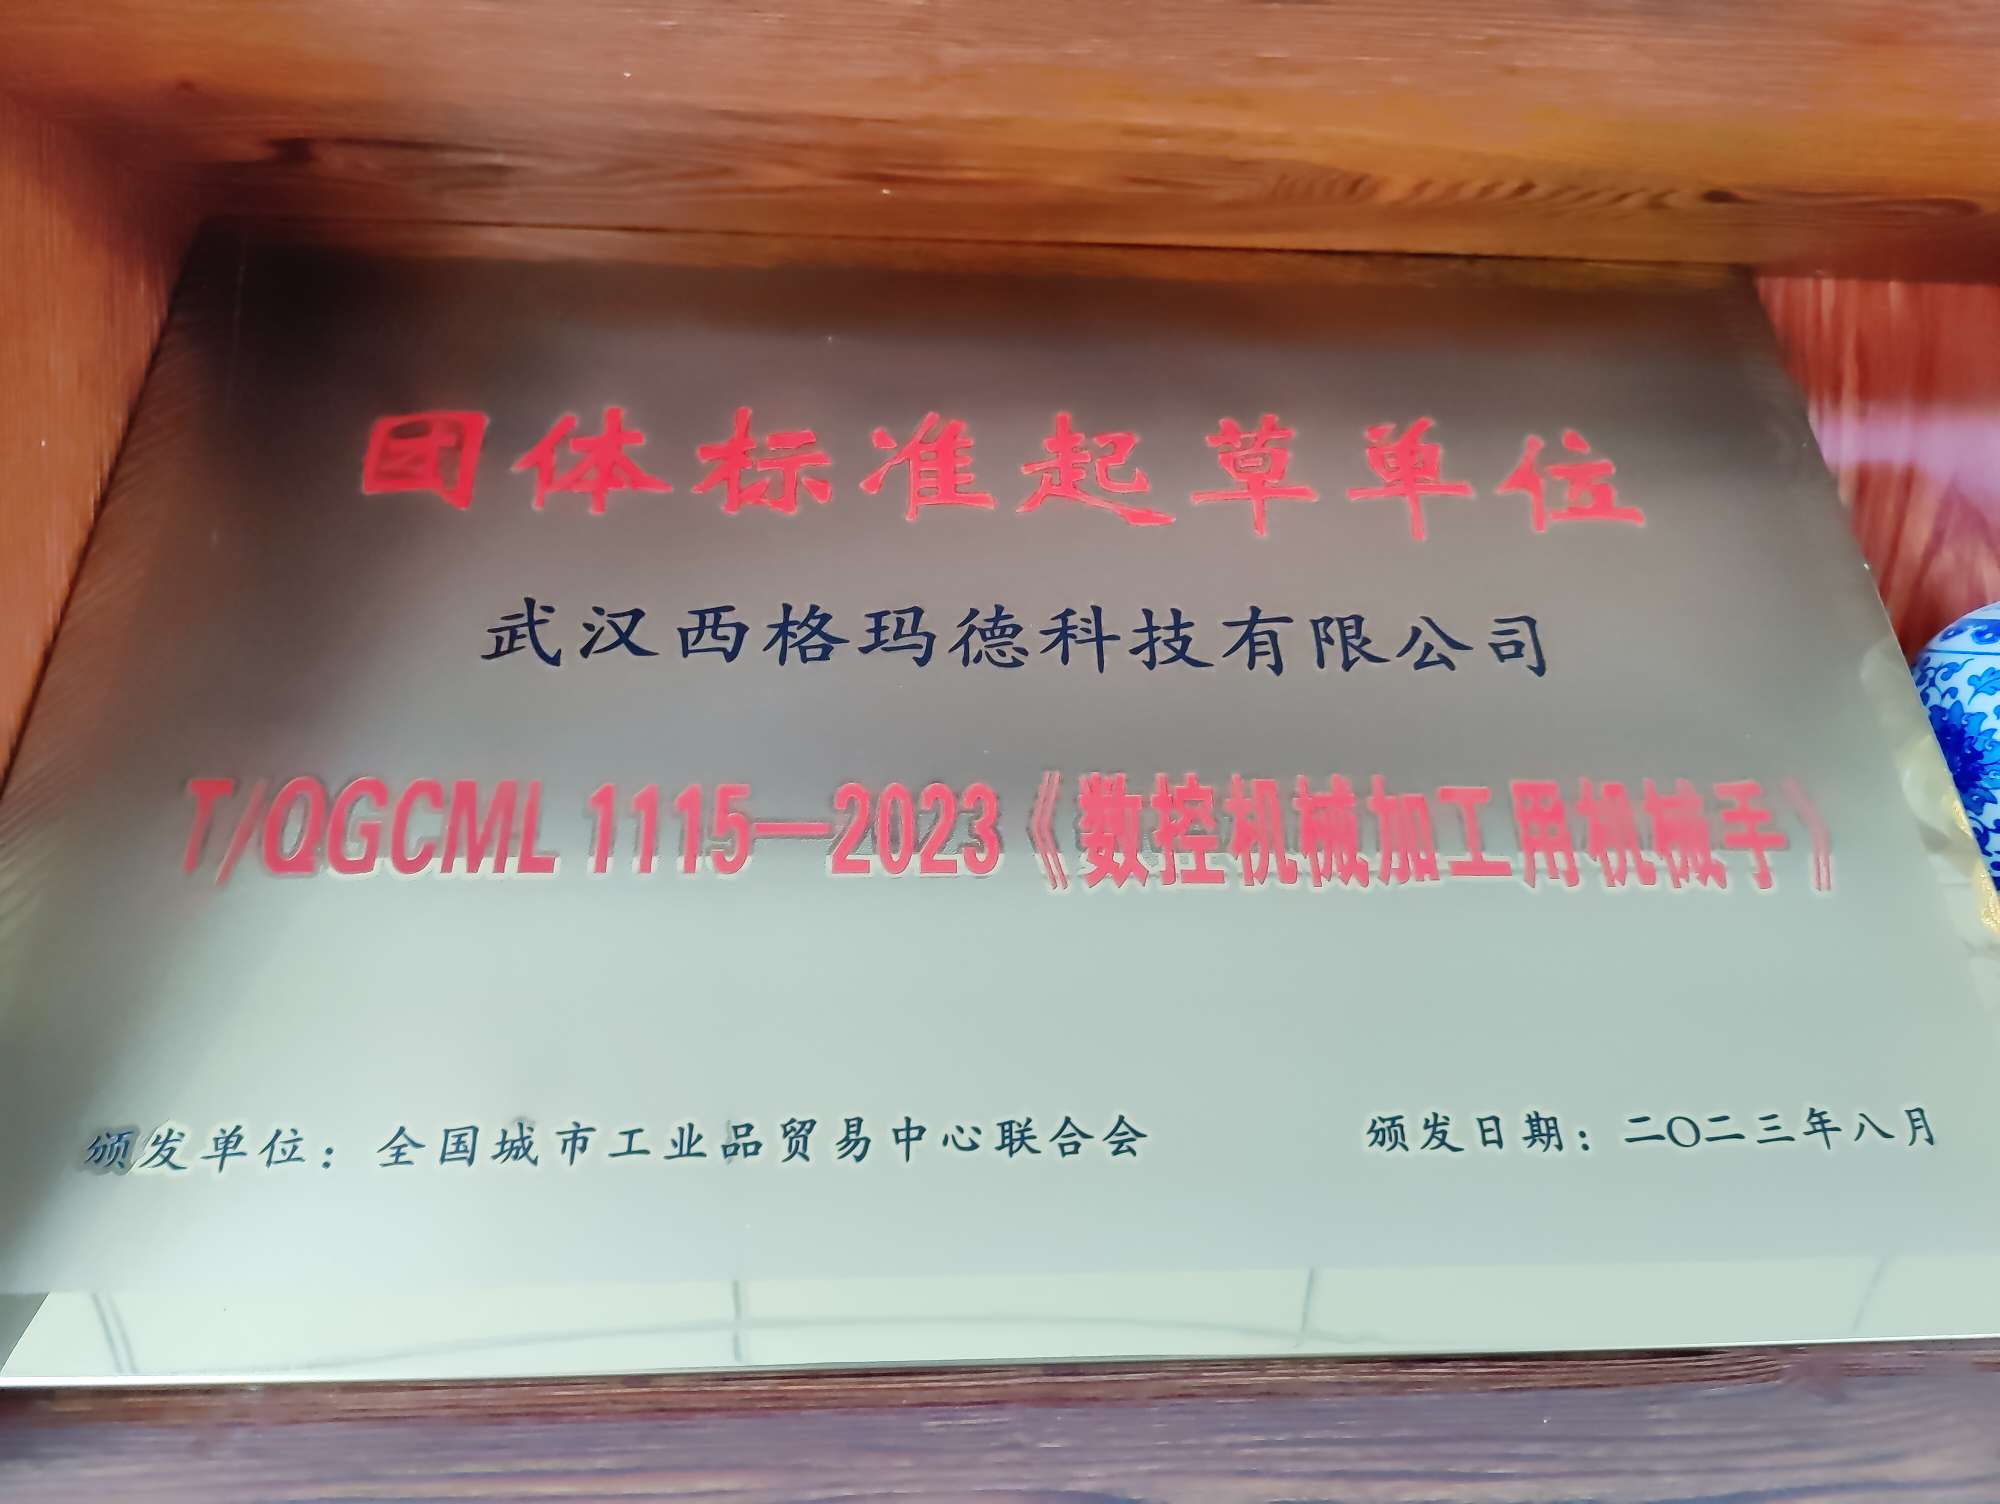 团体标准起草单位
武汉西格玛德科技有限公司
T/QGCML 1115—2023《数控机械加工用机械手》
颁发单位：全国城市工业品贸易中心联合会 颁发日期：二〇二三年八月